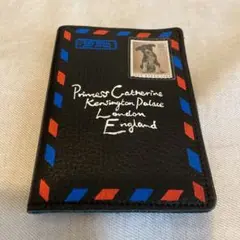 Princess Catherine
Kensington Palace
London
England